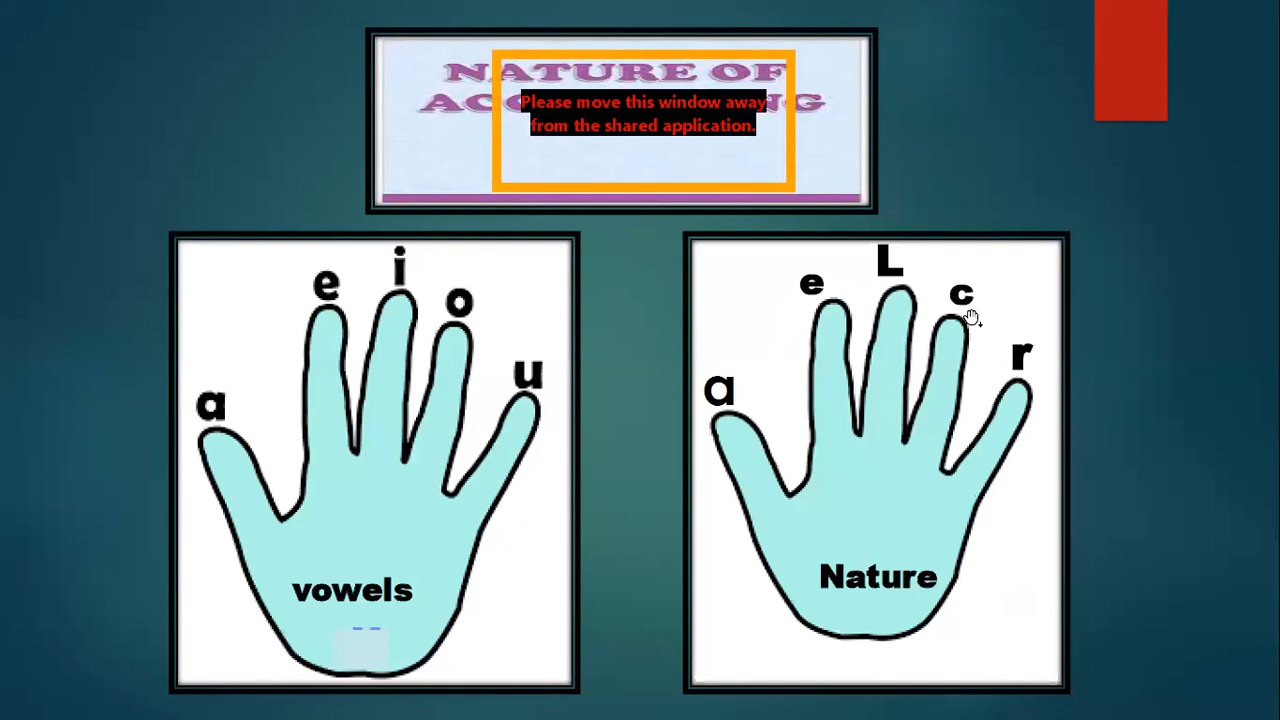 NATURE OF
Please move this window away
from the shared application.
a
e
i
o
u
vowels
a
e
L
c
r
Nature